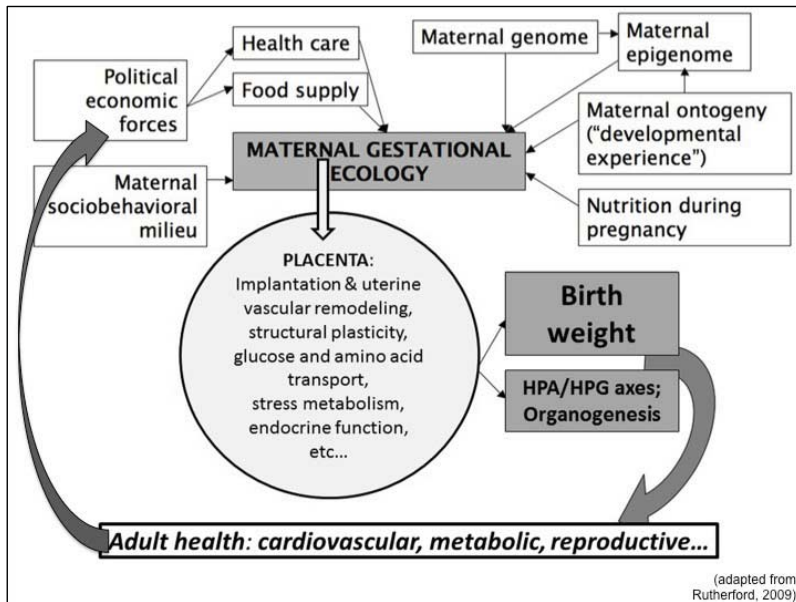 Political
economic
forces
Health care
Food supply
Maternal genome
Maternal
epigenome
Maternal ontogeny
("developmental
experience")
MATERNAL GESTATIONAL
ECOLOGY
Maternal
sociobehavioral
milieu
Nutrition during
pregnancy
PLACENTA:
Implantation & uterine
vascular remodeling,
structural plasticity,
glucose and amino acid
transport,
stress metabolism,
endocrine function,
etc...
Birth
weight
HPA/HPG axes;
Organogenesis
Adult health: cardiovascular, metabolic, reproductive...
(adapted from
Rutherford, 2009)